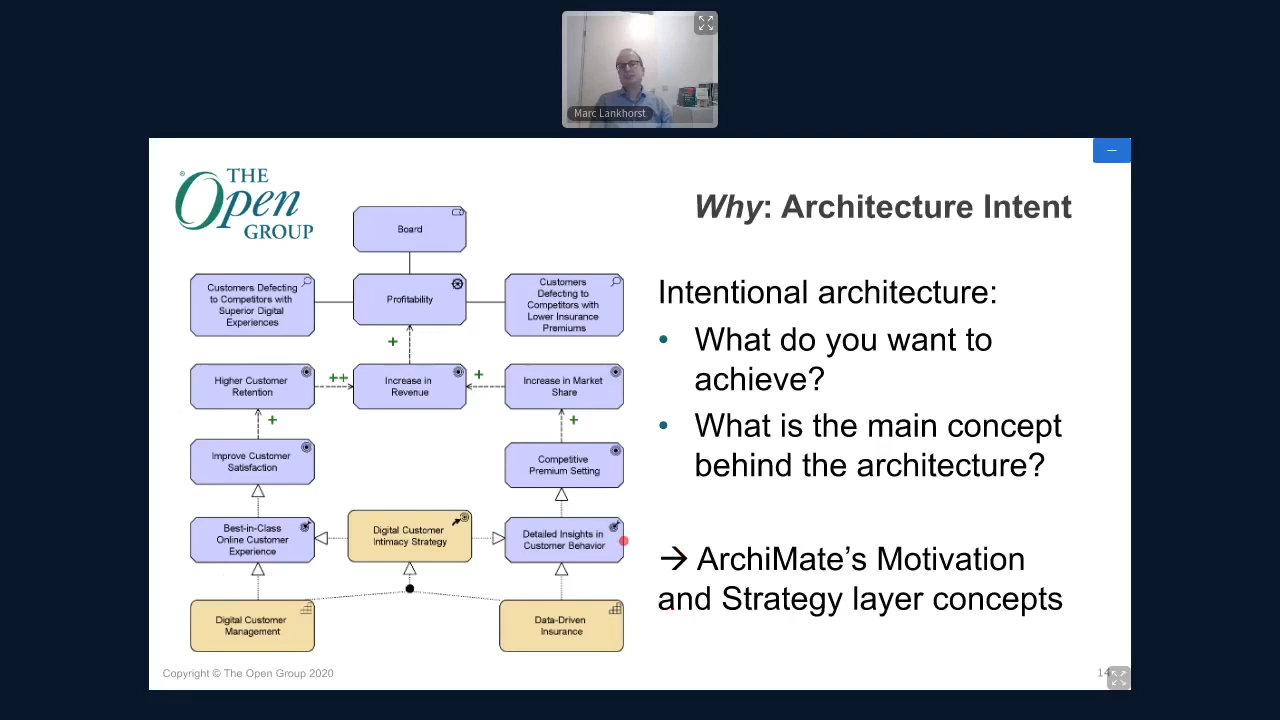 Marc Lankhorst
THE
Open
GROUP
Why: Architecture Intent
Board
Customers Defecting
to Competitors with
Superior Digital
Experiences
Profitability
Customers
Defecting to
Competitors with
Lower Insurance
Premiums
+
Higher Customer
Retention
++
Increase in
Revenue
+
Increase in Market
Share
+
+
Improve Customer
Satisfaction
Competitive
Premium Setting
Best-in-Class
Online Customer
Experience
Digital Customer
Intimacy Strategy
Detailed Insights in
Customer Behavior
Digital Customer
Management
Data-Driven
Insurance
Intentional architecture:
• What do you want to
achieve?
• What is the main concept
behind the architecture?
→ ArchiMate’s Motivation
and Strategy layer concepts
Copyright © The Open Group 2020
14